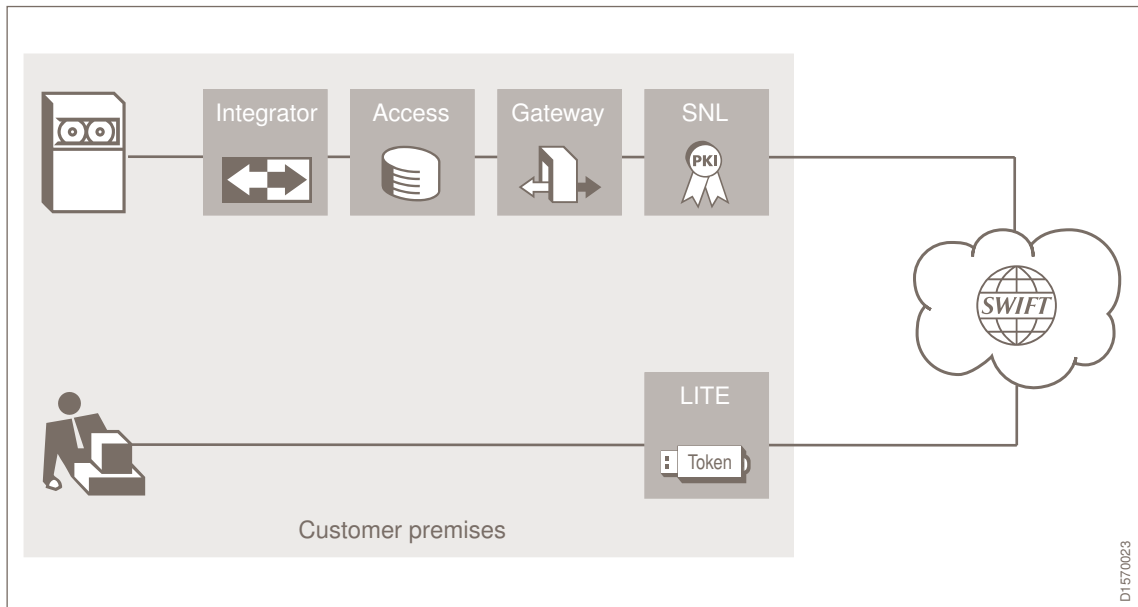 Integrator
Access
Gateway
SNL
PKI
SWIFT
LITE
Token
Customer premises
D1570023